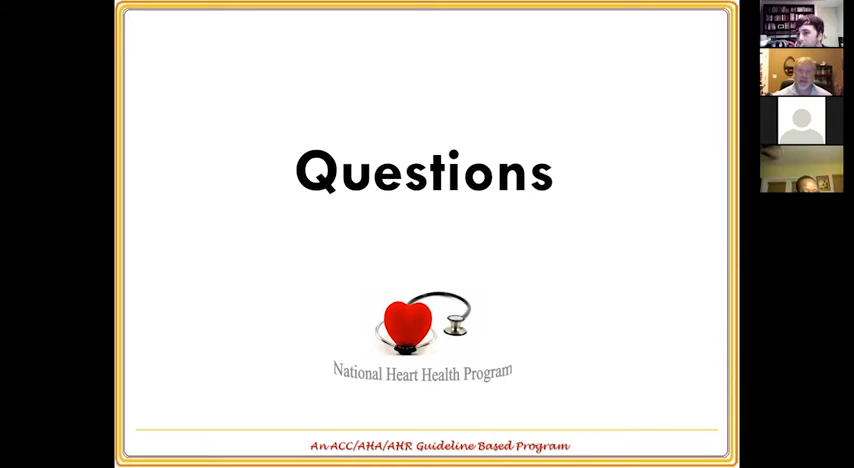 Questions
National Heart Health Program
An ACC/AHA/AHR Guideline Based Program